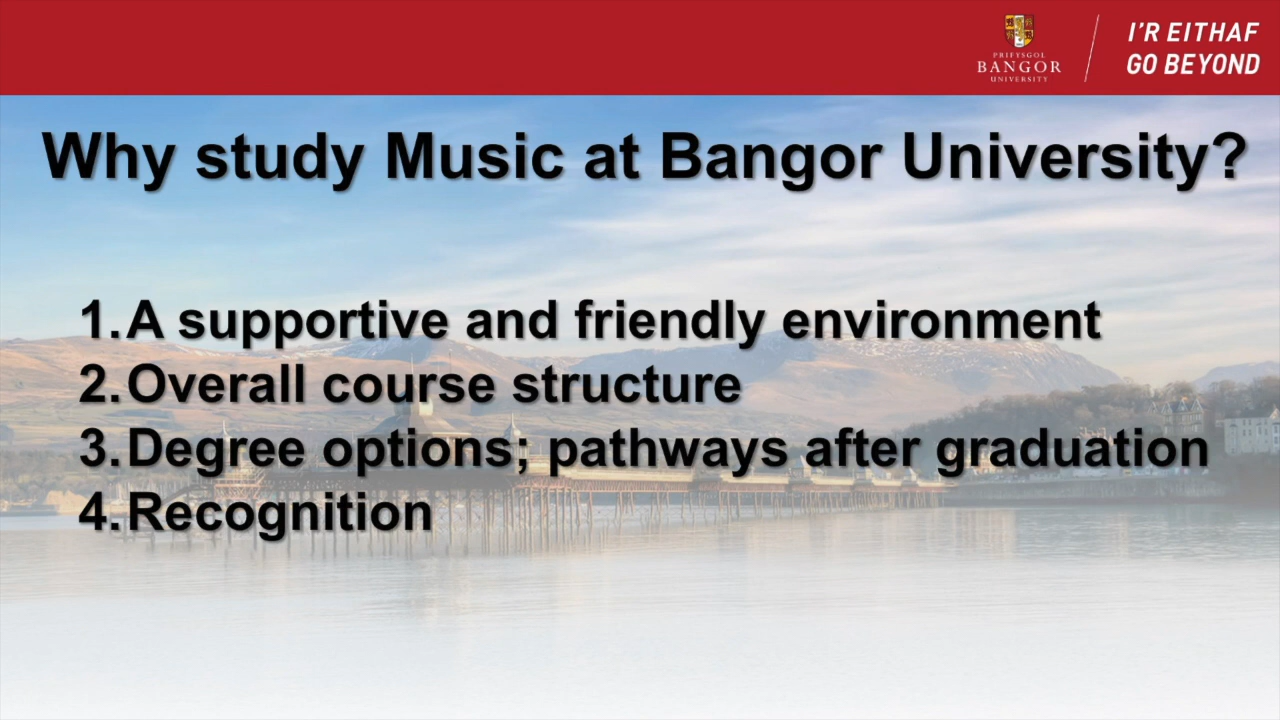 PRIFYSGOL
BANGOR
UNIVERSITY
I'R EITHAF
GO BEYOND
Why study Music at Bangor University?
1. A supportive and friendly environment
2. Overall course structure
3. Degree options; pathways after graduation
4. Recognition